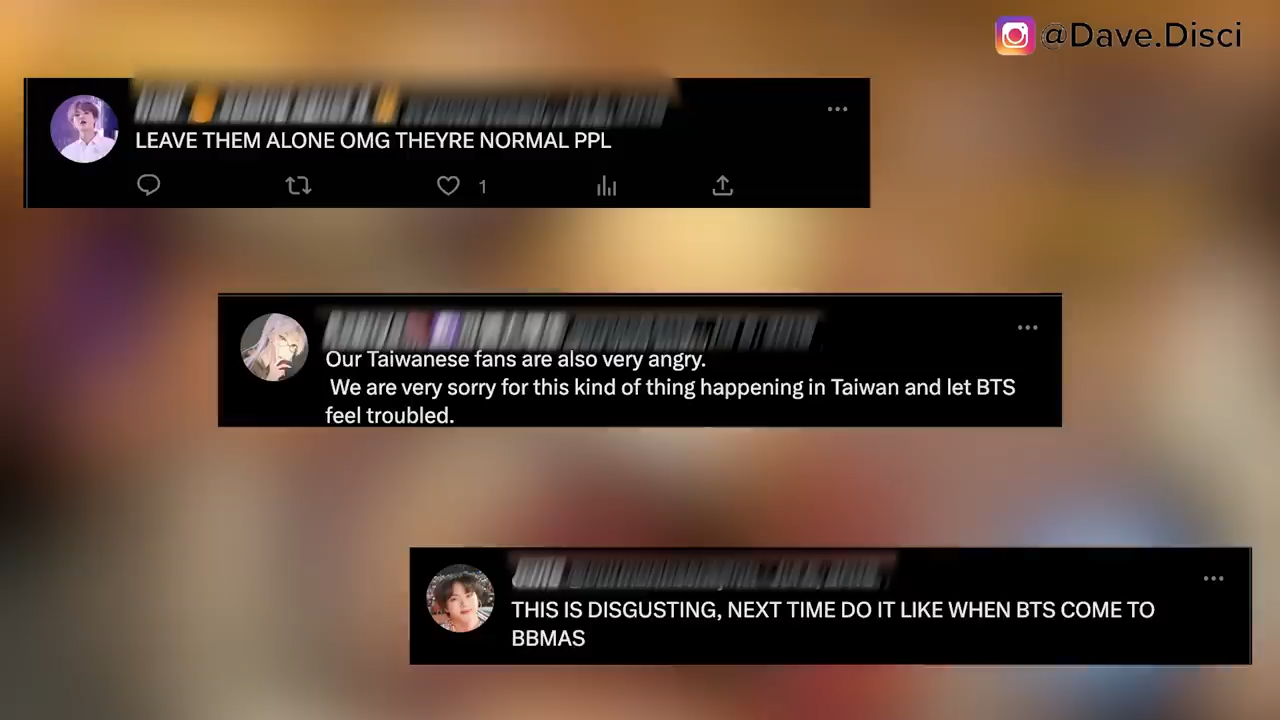 @Dave.Disci
LEAVE THEM ALONE OMG THEYRE NORMAL PPL
1
Our Taiwanese fans are also very angry.
We are very sorry for this kind of thing happening in Taiwan and let BTS
feel troubled.
THIS IS DISGUSTING, NEXT TIME DO IT LIKE WHEN BTS COME TO
BBMAS